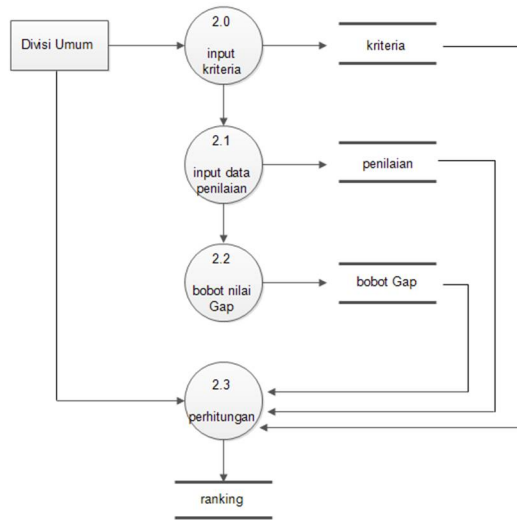 Divisi Umum
2.0
input
kriteria
kriteria
2.1
input data
penilaian
penilaian
2.2
bobot nilai
Gap
bobot Gap
2.3
perhitungan
ranking